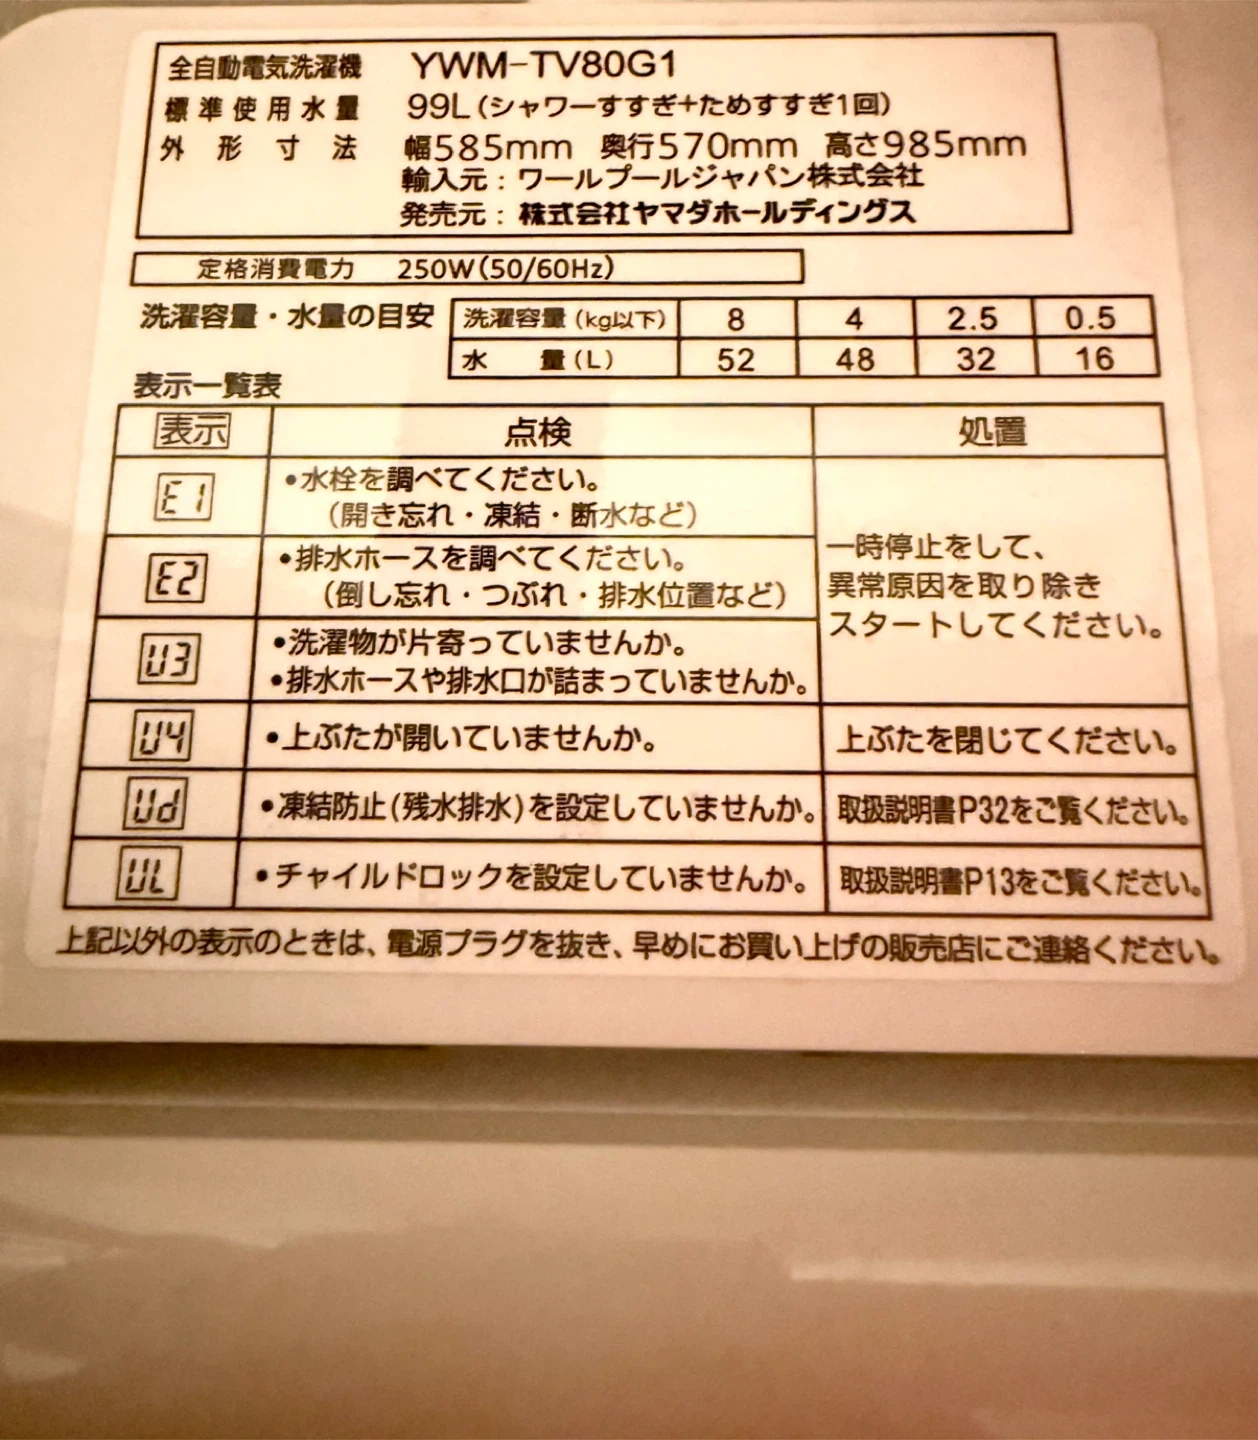 全自動電気洗濯機 YWM-TV80G1
標準使用水量 99L(シャワーすすぎ+ためすすぎ1回)
外形寸法 幅585mm 奥行570mm 高さ985mm
輸入元:ワールプールジャパン株式会社
発売元:株式会社ヤマダホールディングス
定格消費電力 250W(50/60Hz)
洗濯容量・水量の目安
洗濯容量(kg以下) 8 4 2.5 0.5
水量(L) 52 48 32 16
表示一覧表
表示 点検 処置
E1 •水栓を調べてください。
(開き忘れ・凍結・断水など)
E2 •排水ホースを調べてください。
(倒し忘れ・つぶれ・排水位置など)
U3 •洗濯物が片寄っていませんか。
•排水ホースや排水口が詰まっていませんか。
一時停止をして、
異常原因を取り除き
スタートしてください。
U4 •上ぶたが開いていませんか。 上ぶたを閉じてください。
Ud •凍結防止(残水排水)を設定していませんか。 取扱説明書P32をご覧ください。
UL •チャイルドロックを設定していませんか。 取扱説明書P13をご覧ください。
上記以外の表示のときは、電源プラグを抜き、早めにお買い上げの販売店にご連絡ください。